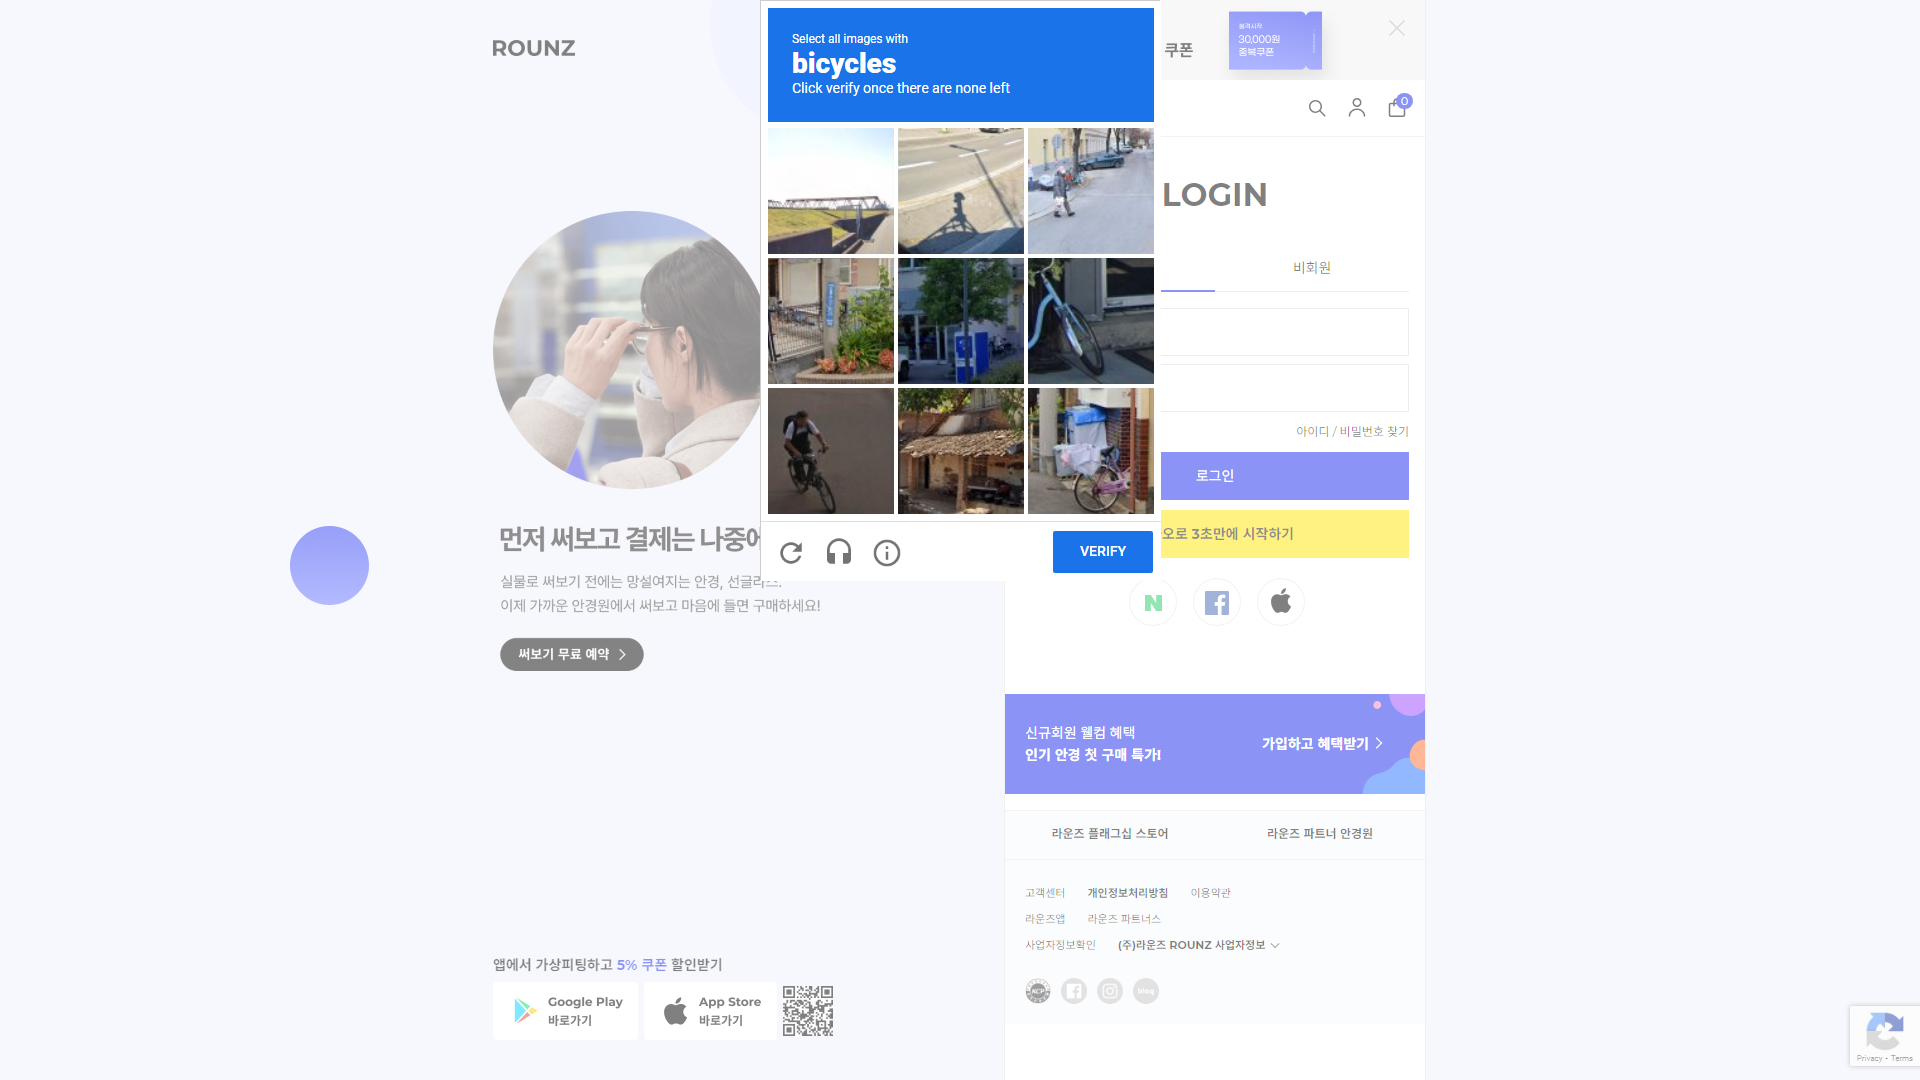 ROUNZ
먼저 써보고 결제는 나중에
실물로 써보기 전에는 망설여지는 안경, 선글라스.
이제 가까운 안경원에서 써보고 마음에 들면 구매하세요!
써보기 무료 예약
앱에서 가상피팅하고 5% 쿠폰 할인받기
Google Play
바로가기
App Store
바로가기
Select all images with
bicycles
Click verify once there are none left
VERIFY
쿠폰
30,000원
중복쿠폰
0
LOGIN
비회원
아이디 / 비밀번호 찾기
로그인
오로 3초만에 시작하기
신규회원 웰컴 혜택
인기 안경 첫 구매 특가!
가입하고 혜택받기
라운즈 플래그십 스토어
라운즈 파트너 안경원
고객센터 개인정보처리방침 이용약관
라운즈앱 라운즈 파트너스
사업자정보확인 (주)라운즈 ROUNZ 사업자정보
blog
Privacy - Terms